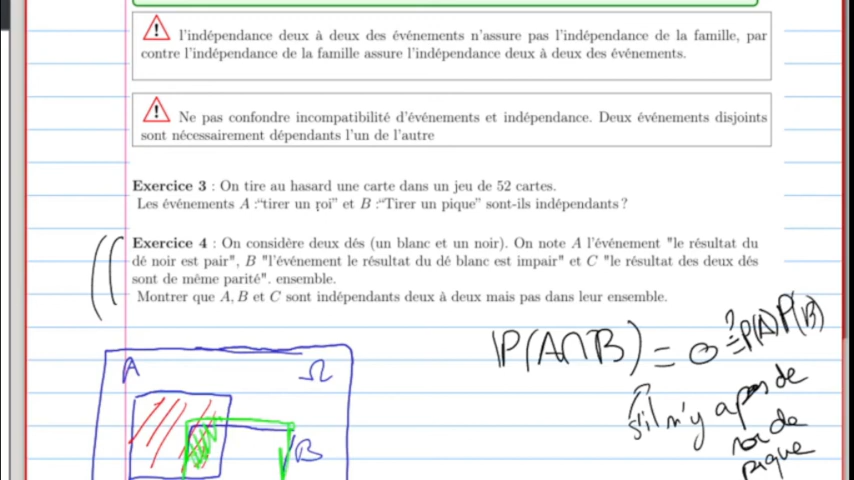 l'indépendance deux à deux des événements n'assure pas l'indépendance de la famille, par
contre l'indépendance de la famille assure l'indépendance deux à deux des événements.
Ne pas confondre incompatibilité d'événements et indépendance. Deux événements disjoints
sont nécessairement dépendants l'un de l'autre
Exercice 3 : On tire au hasard une carte dans un jeu de 52 cartes.
Les événements A :"tirer un roi" et B :"Tirer un pique" sont-ils indépendants ?
Exercice 4 : On considère deux dés (un blanc et un noir). On note A l'événement "le résultat du
dé noir est pair", B "l'événement le résultat du dé blanc est impair" et C "le résultat des deux dés
sont de même parité". ensemble.
Montrer que A, B et C sont indépendants deux à deux mais pas dans leur ensemble.
P(A∩B) = 0 ?= P(A)P(B)
s'il n'y a pas de
roi de
pique
A
Ω
B